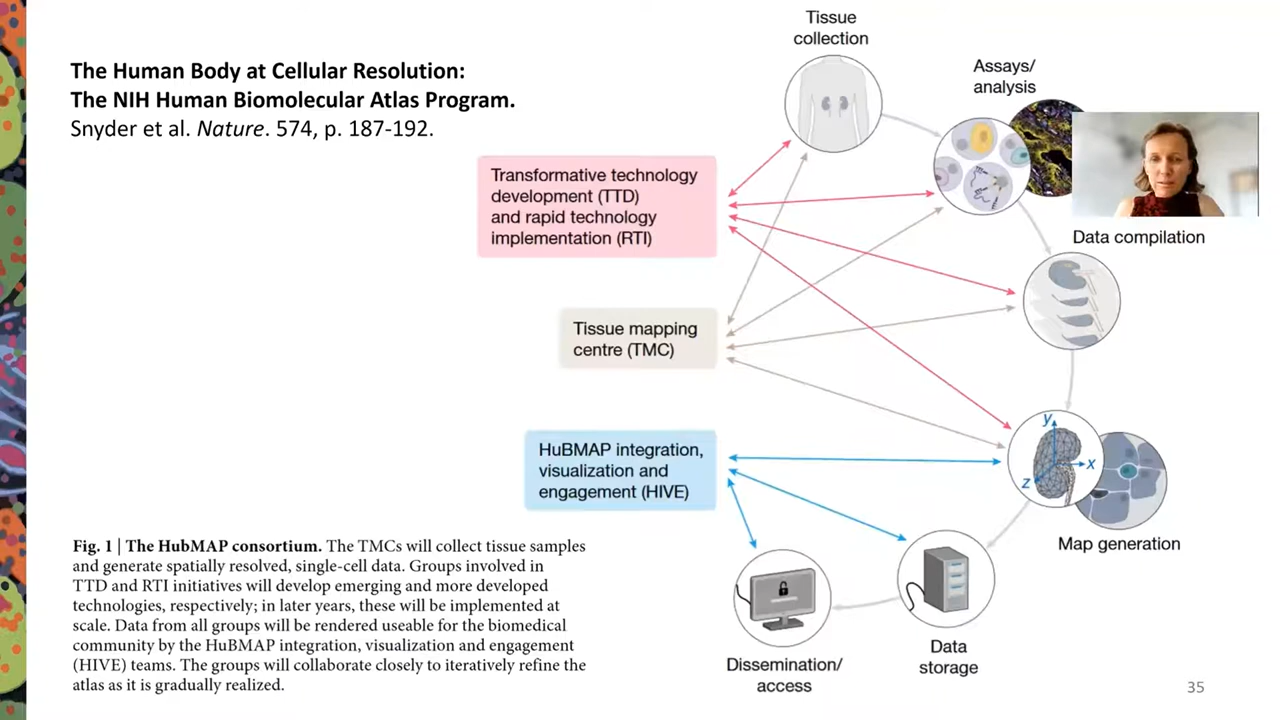 The Human Body at Cellular Resolution:
The NIH Human Biomolecular Atlas Program.
Snyder et al. Nature. 574, p. 187-192.
Tissue
collection
Assays/
analysis
Transformative technology
development (TTD)
and rapid technology
implementation (RTI)
Data compilation
Tissue mapping
centre (TMC)
HuBMAP integration,
visualization and
engagement (HIVE)
y
x
z
Map generation
Fig. 1 | The HubMAP consortium. The TMCs will collect tissue samples
and generate spatially resolved, single-cell data. Groups involved in
TTD and RTI initiatives will develop emerging and more developed
technologies, respectively; in later years, these will be implemented at
scale. Data from all groups will be rendered useable for the biomedical
community by the HuBMAP integration, visualization and engagement
(HIVE) teams. The groups will collaborate closely to iteratively refine the
atlas as it is gradually realized.
Data
storage
Dissemination/
access
35